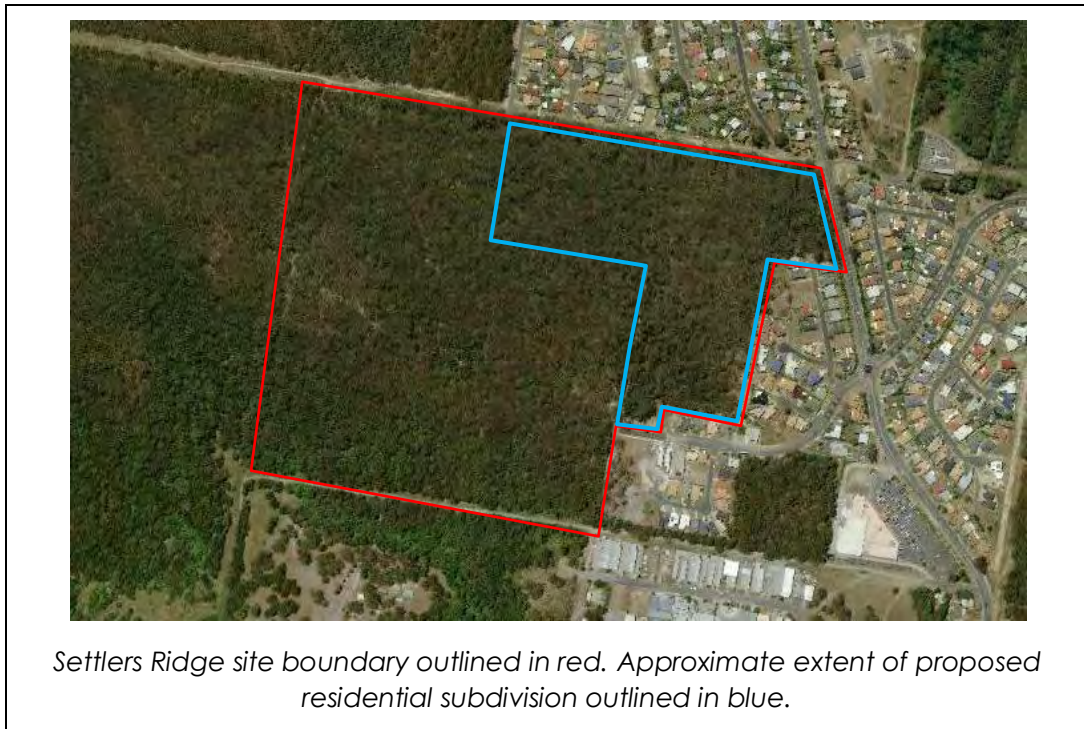 Settlers Ridge site boundary outlined in red. Approximate extent of proposed
residential subdivision outlined in blue.